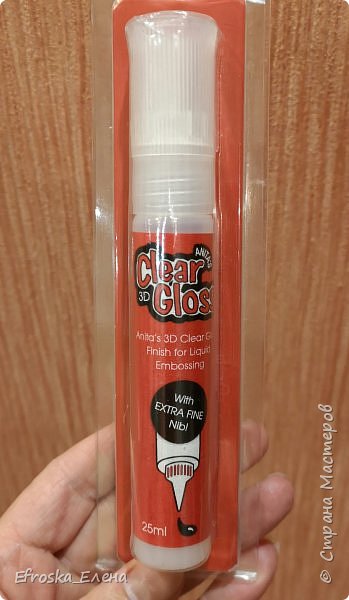 ANITA'S
Clear
3D Gloss
Anita's 3D Clear G
Finish for Liquid
Embossing
With
EXTRA FINE
Nib!
25ml
Efroska_Елена
© Страна Мастеров